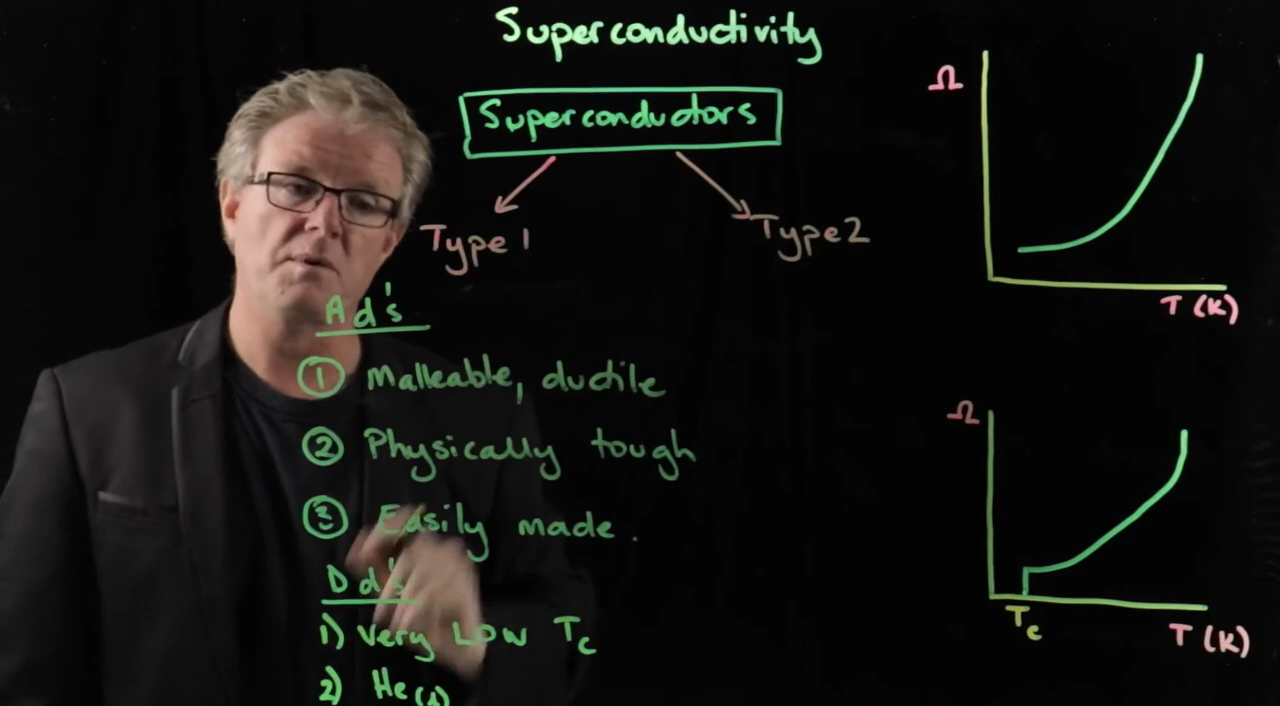 Superconductivity
Superconductors
Type 1
Type 2
Ad's
① Malleable, ductile
② Physically tough
③ Easily made.
Dd's
1) Very Low Tc
2) He(l)
Ω
T (K)
Ω
Tc
T (K)